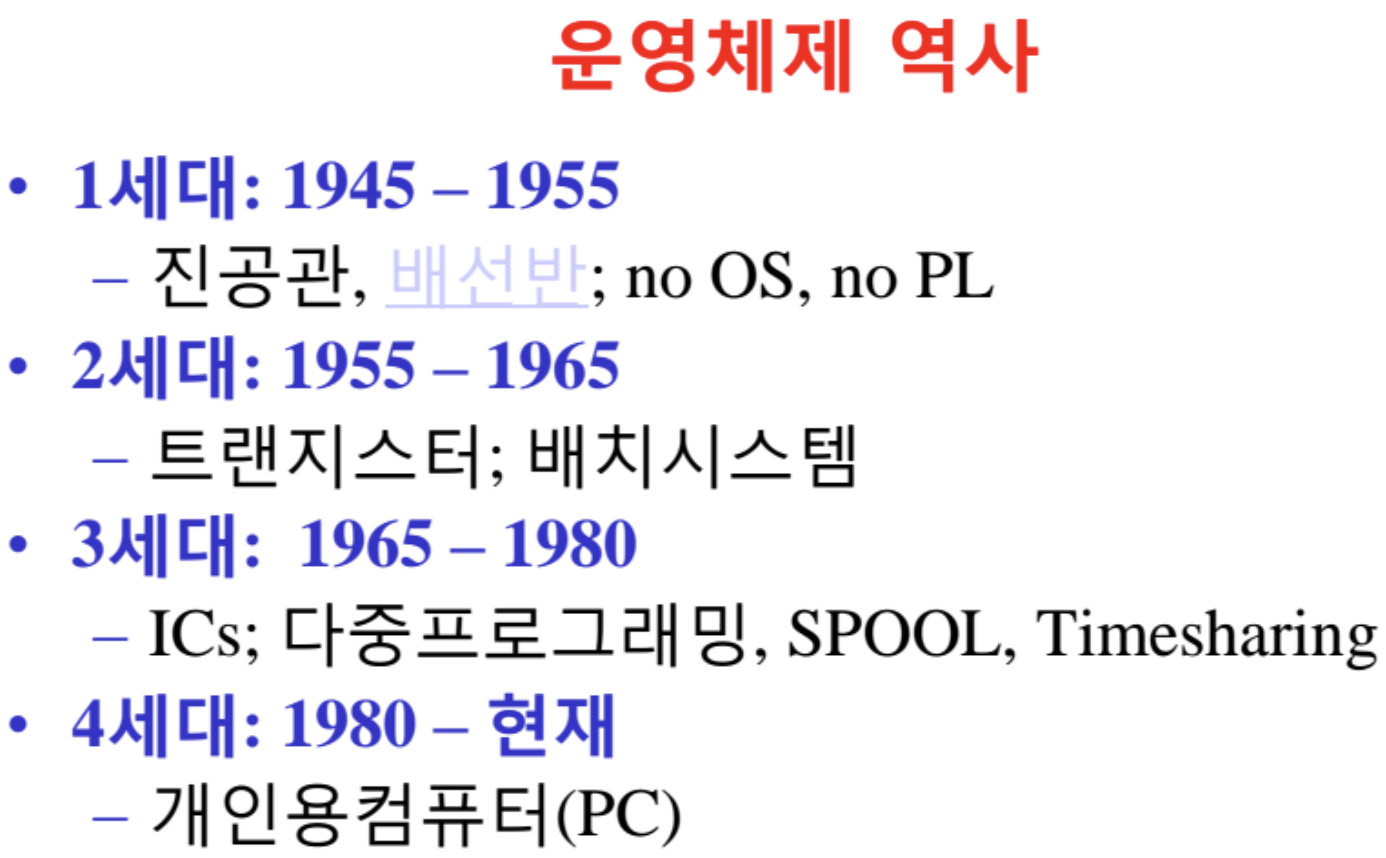 운영체제 역사
• 1세대: 1945 – 1955
– 진공관, 배선반; no OS, no PL
• 2세대: 1955 – 1965
– 트랜지스터; 배치시스템
• 3세대: 1965 – 1980
– ICs; 다중프로그래밍, SPOOL, Timesharing
• 4세대: 1980 – 현재
– 개인용컴퓨터(PC)